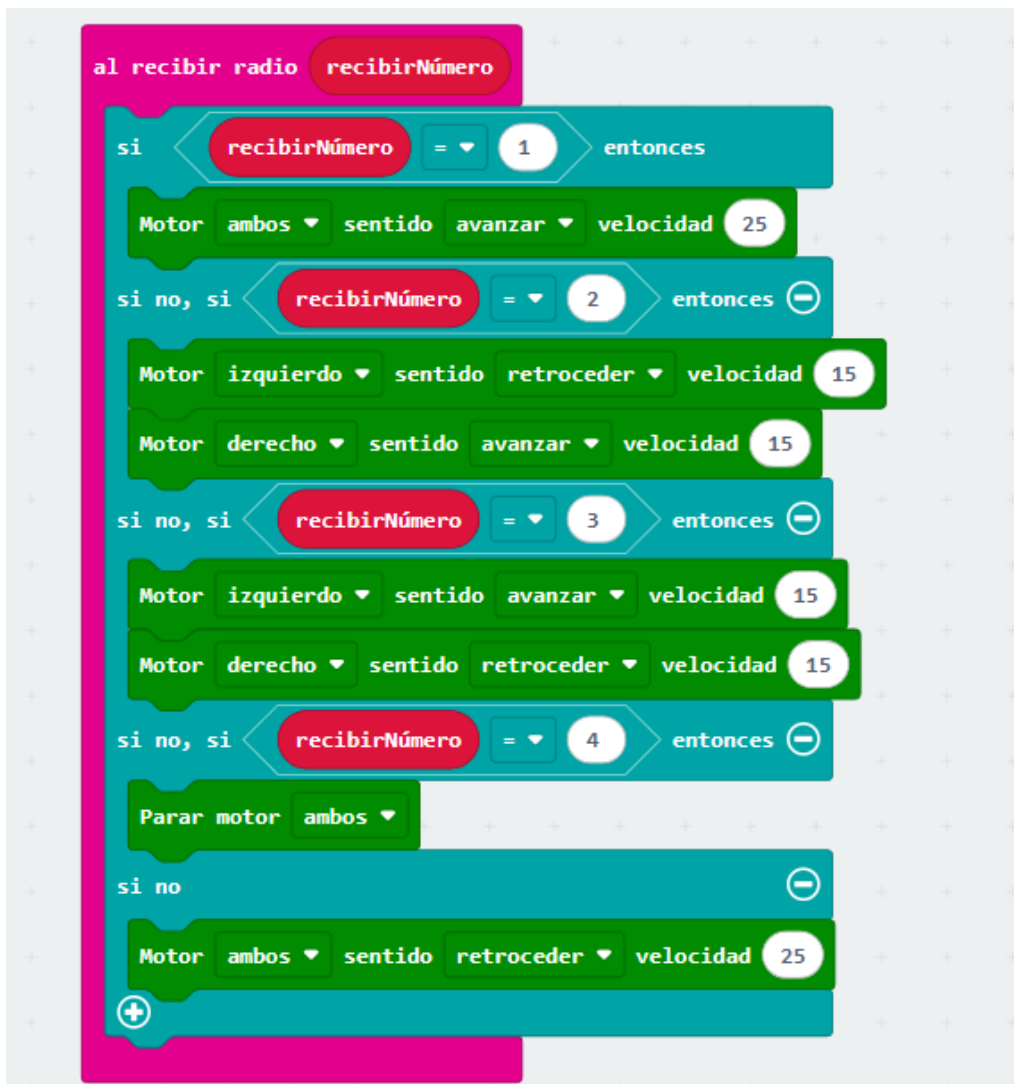 al recibir radio recibirNúmero
si recibirNúmero = 1 entonces
Motor ambos sentido avanzar velocidad 25
si no, si recibirNúmero = 2 entonces
Motor izquierdo sentido retroceder velocidad 15
Motor derecho sentido avanzar velocidad 15
si no, si recibirNúmero = 3 entonces
Motor izquierdo sentido avanzar velocidad 15
Motor derecho sentido retroceder velocidad 15
si no, si recibirNúmero = 4 entonces
Parar motor ambos
si no
Motor ambos sentido retroceder velocidad 25